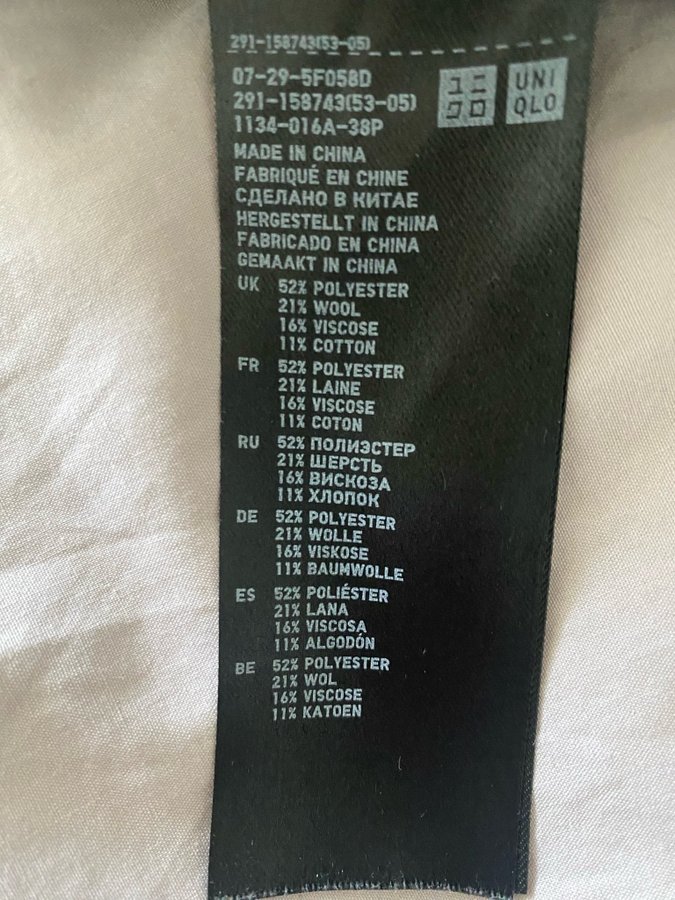 291-158743(53-05)
07-29-5F058D
291-158743(53-05)
1134-016A-38P
ユニ
クロ
UNI
QLO
MADE IN CHINA
FABRIQUÉ EN CHINE
СДЕЛАНО В КИТАЕ
HERGESTELLT IN CHINA
FABRICADO EN CHINA
GEMAAKT IN CHINA
UK 52% POLYESTER
21% WOOL
16% VISCOSE
11% COTTON
FR 52% POLYESTER
21% LAINE
16% VISCOSE
11% COTON
RU 52% ПОЛИЭСТЕР
21% ШЕРСТЬ
16% ВИСКОЗА
11% ХЛОПОК
DE 52% POLYESTER
21% WOLLE
16% VISKOSE
11% BAUMWOLLE
ES 52% POLIÉSTER
21% LANA
16% VISCOSA
11% ALGODÓN
BE 52% POLYESTER
21% WOL
16% VISCOSE
11% KATOEN